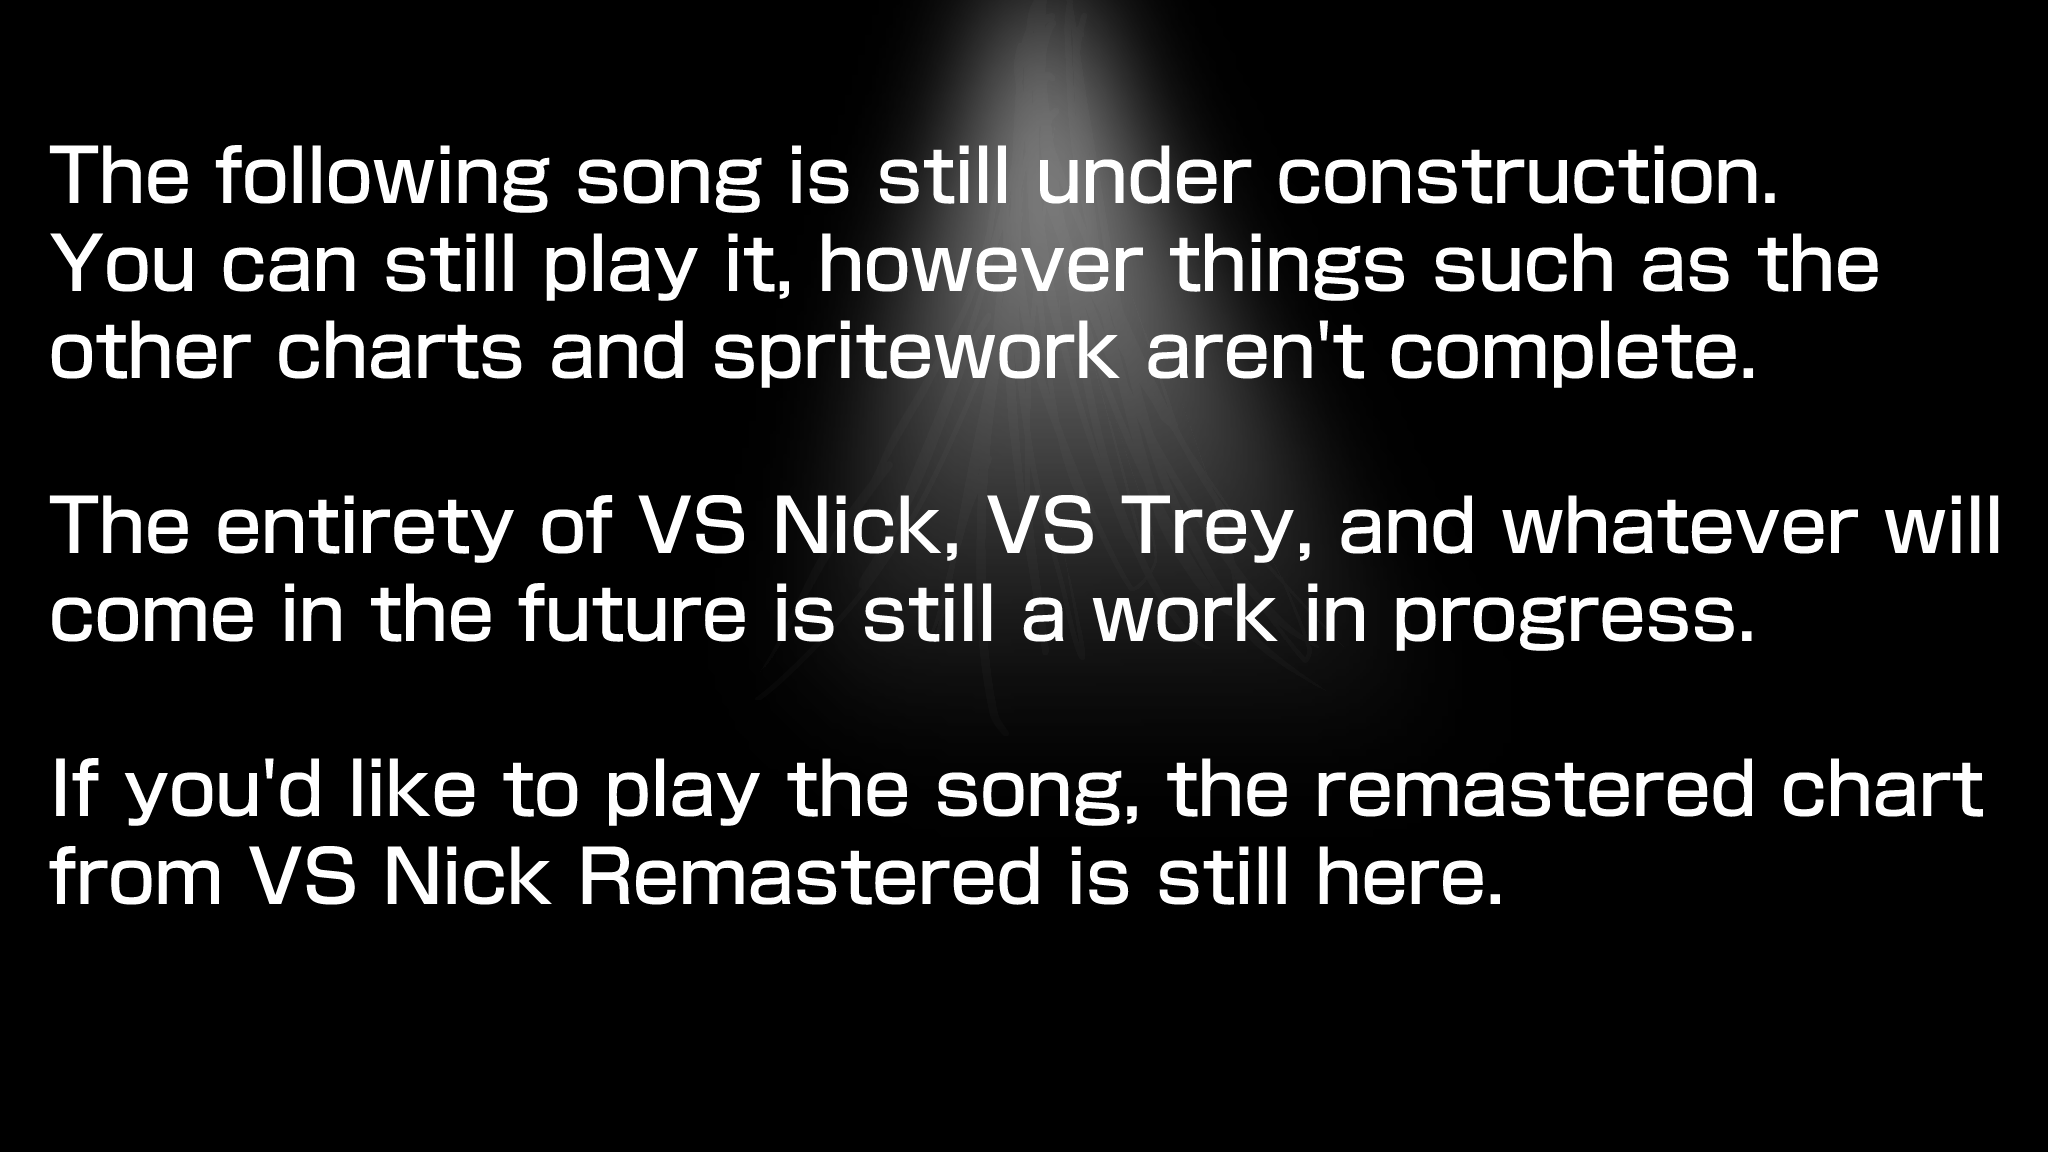 The following song is still under construction.
You can still play it, however things such as the
other charts and spritework aren't complete.
The entirety of VS Nick, VS Trey, and whatever will
come in the future is still a work in progress.
If you'd like to play the song, the remastered chart
from VS Nick Remastered is still here.